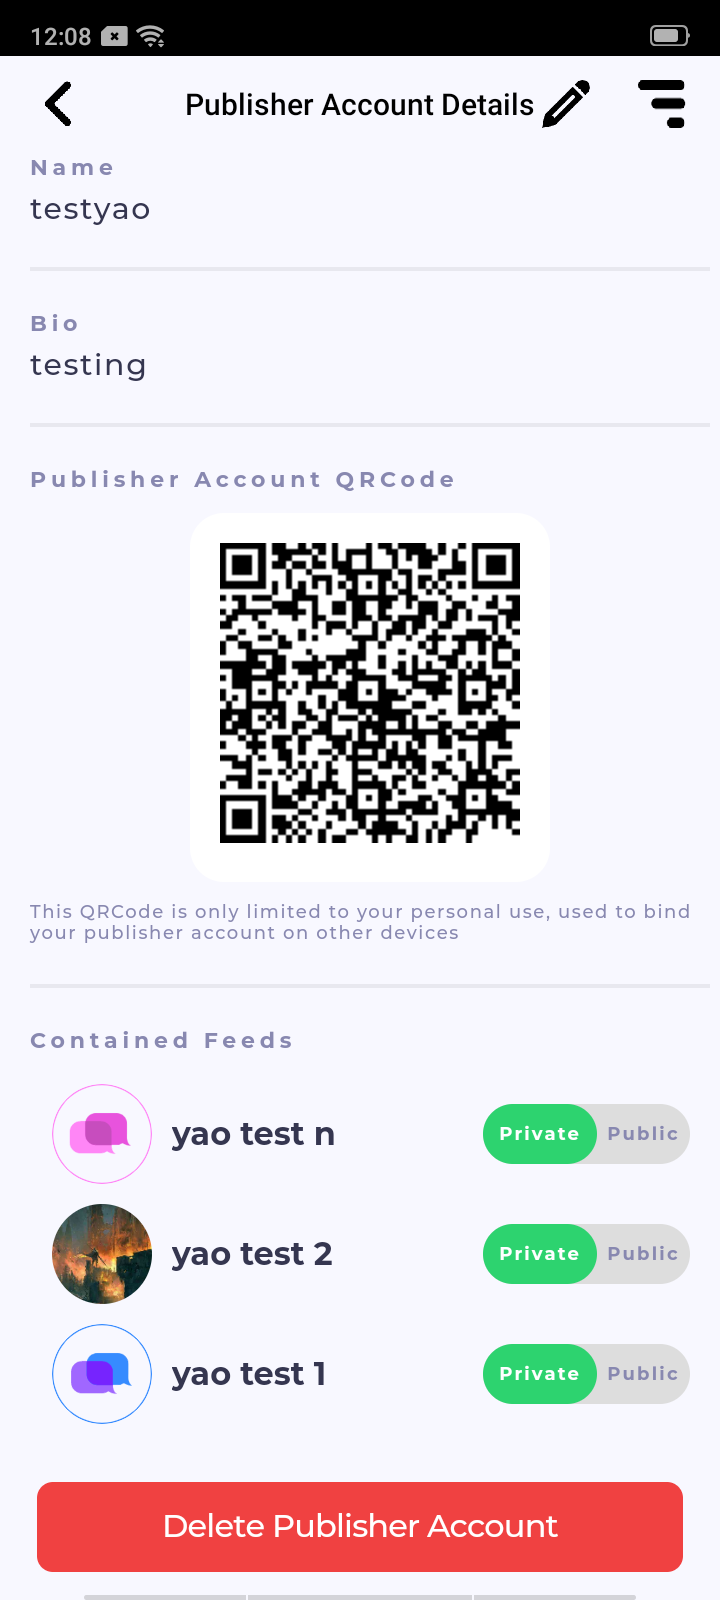 12:08
Publisher Account Details
Name
testyao
Bio
testing
Publisher Account QRCode
This QRCode is only limited to your personal use, used to bind
your publisher account on other devices
Contained Feeds
yao test n
Private Public
yao test 2
Private Public
yao test 1
Private Public
Delete Publisher Account